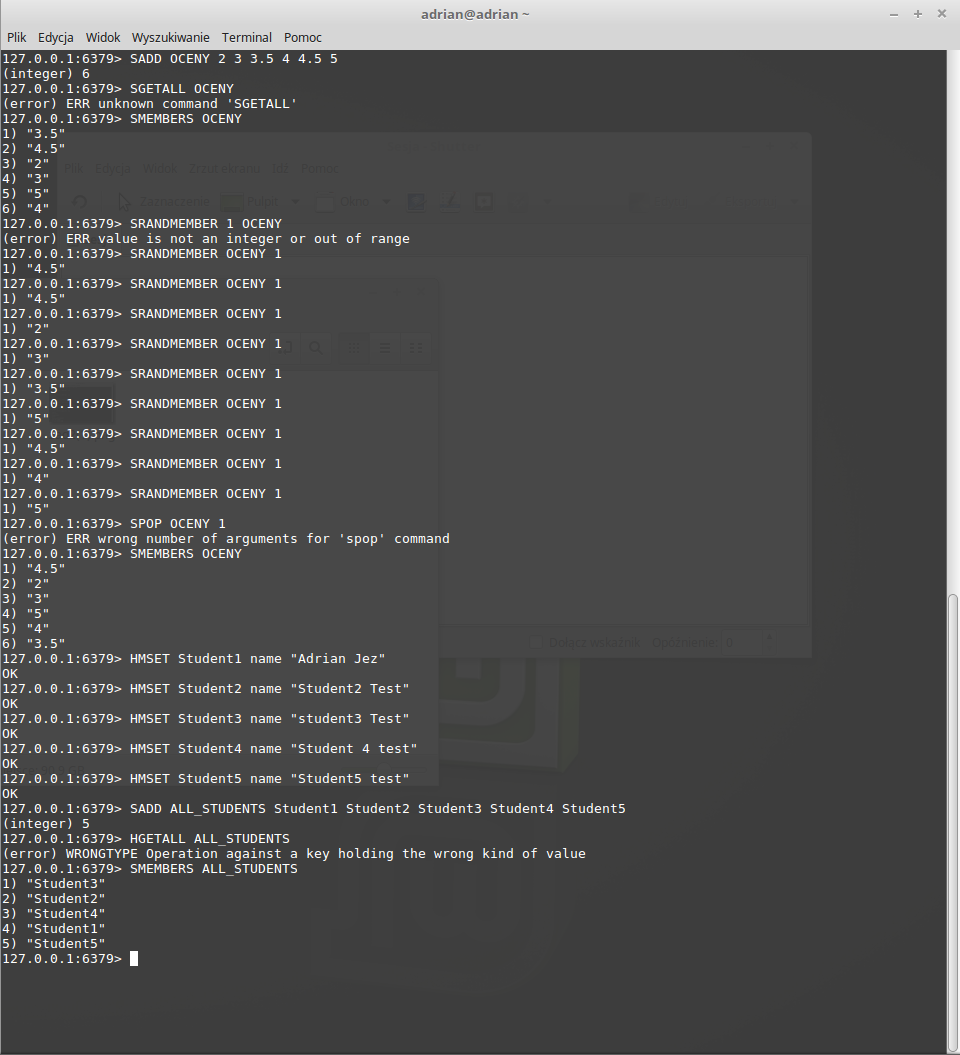 adrian@adrian ~
Plik Edycja Widok Wyszukiwanie Terminal Pomoc
127.0.0.1:6379> SADD OCENY 2 3 3.5 4 4.5 5
(integer) 6
127.0.0.1:6379> SGETALL OCENY
(error) ERR unknown command 'SGETALL'
127.0.0.1:6379> SMEMBERS OCENY
1) "3.5"
2) "4.5"
3) "2"
4) "3"
5) "5"
6) "4"
127.0.0.1:6379> SRANDMEMBER 1 OCENY
(error) ERR value is not an integer or out of range
127.0.0.1:6379> SRANDMEMBER OCENY 1
1) "4.5"
127.0.0.1:6379> SRANDMEMBER OCENY 1
1) "4.5"
127.0.0.1:6379> SRANDMEMBER OCENY 1
1) "2"
127.0.0.1:6379> SRANDMEMBER OCENY 1
1) "3"
127.0.0.1:6379> SRANDMEMBER OCENY 1
1) "3.5"
127.0.0.1:6379> SRANDMEMBER OCENY 1
1) "5"
127.0.0.1:6379> SRANDMEMBER OCENY 1
1) "4.5"
127.0.0.1:6379> SRANDMEMBER OCENY 1
1) "4"
127.0.0.1:6379> SRANDMEMBER OCENY 1
1) "5"
127.0.0.1:6379> SPOP OCENY 1
(error) ERR wrong number of arguments for 'spop' command
127.0.0.1:6379> SMEMBERS OCENY
1) "4.5"
2) "2"
3) "3"
4) "5"
5) "4"
6) "3.5"
127.0.0.1:6379> HMSET Student1 name "Adrian Jez"
OK
127.0.0.1:6379> HMSET Student2 name "Student2 Test"
OK
127.0.0.1:6379> HMSET Student3 name "student3 Test"
OK
127.0.0.1:6379> HMSET Student4 name "Student 4 test"
OK
127.0.0.1:6379> HMSET Student5 name "Student5 test"
OK
127.0.0.1:6379> SADD ALL_STUDENTS Student1 Student2 Student3 Student4 Student5
(integer) 5
127.0.0.1:6379> HGETALL ALL_STUDENTS
(error) WRONGTYPE Operation against a key holding the wrong kind of value
127.0.0.1:6379> SMEMBERS ALL_STUDENTS
1) "Student3"
2) "Student2"
3) "Student4"
4) "Student1"
5) "Student5"
127.0.0.1:6379>
Plik Edycja Widok Zrzut ekranu Idź Pomoc
Zaznaczenie Pulpit Okno
Dołącz wskaźnik Opóźnienie: 0